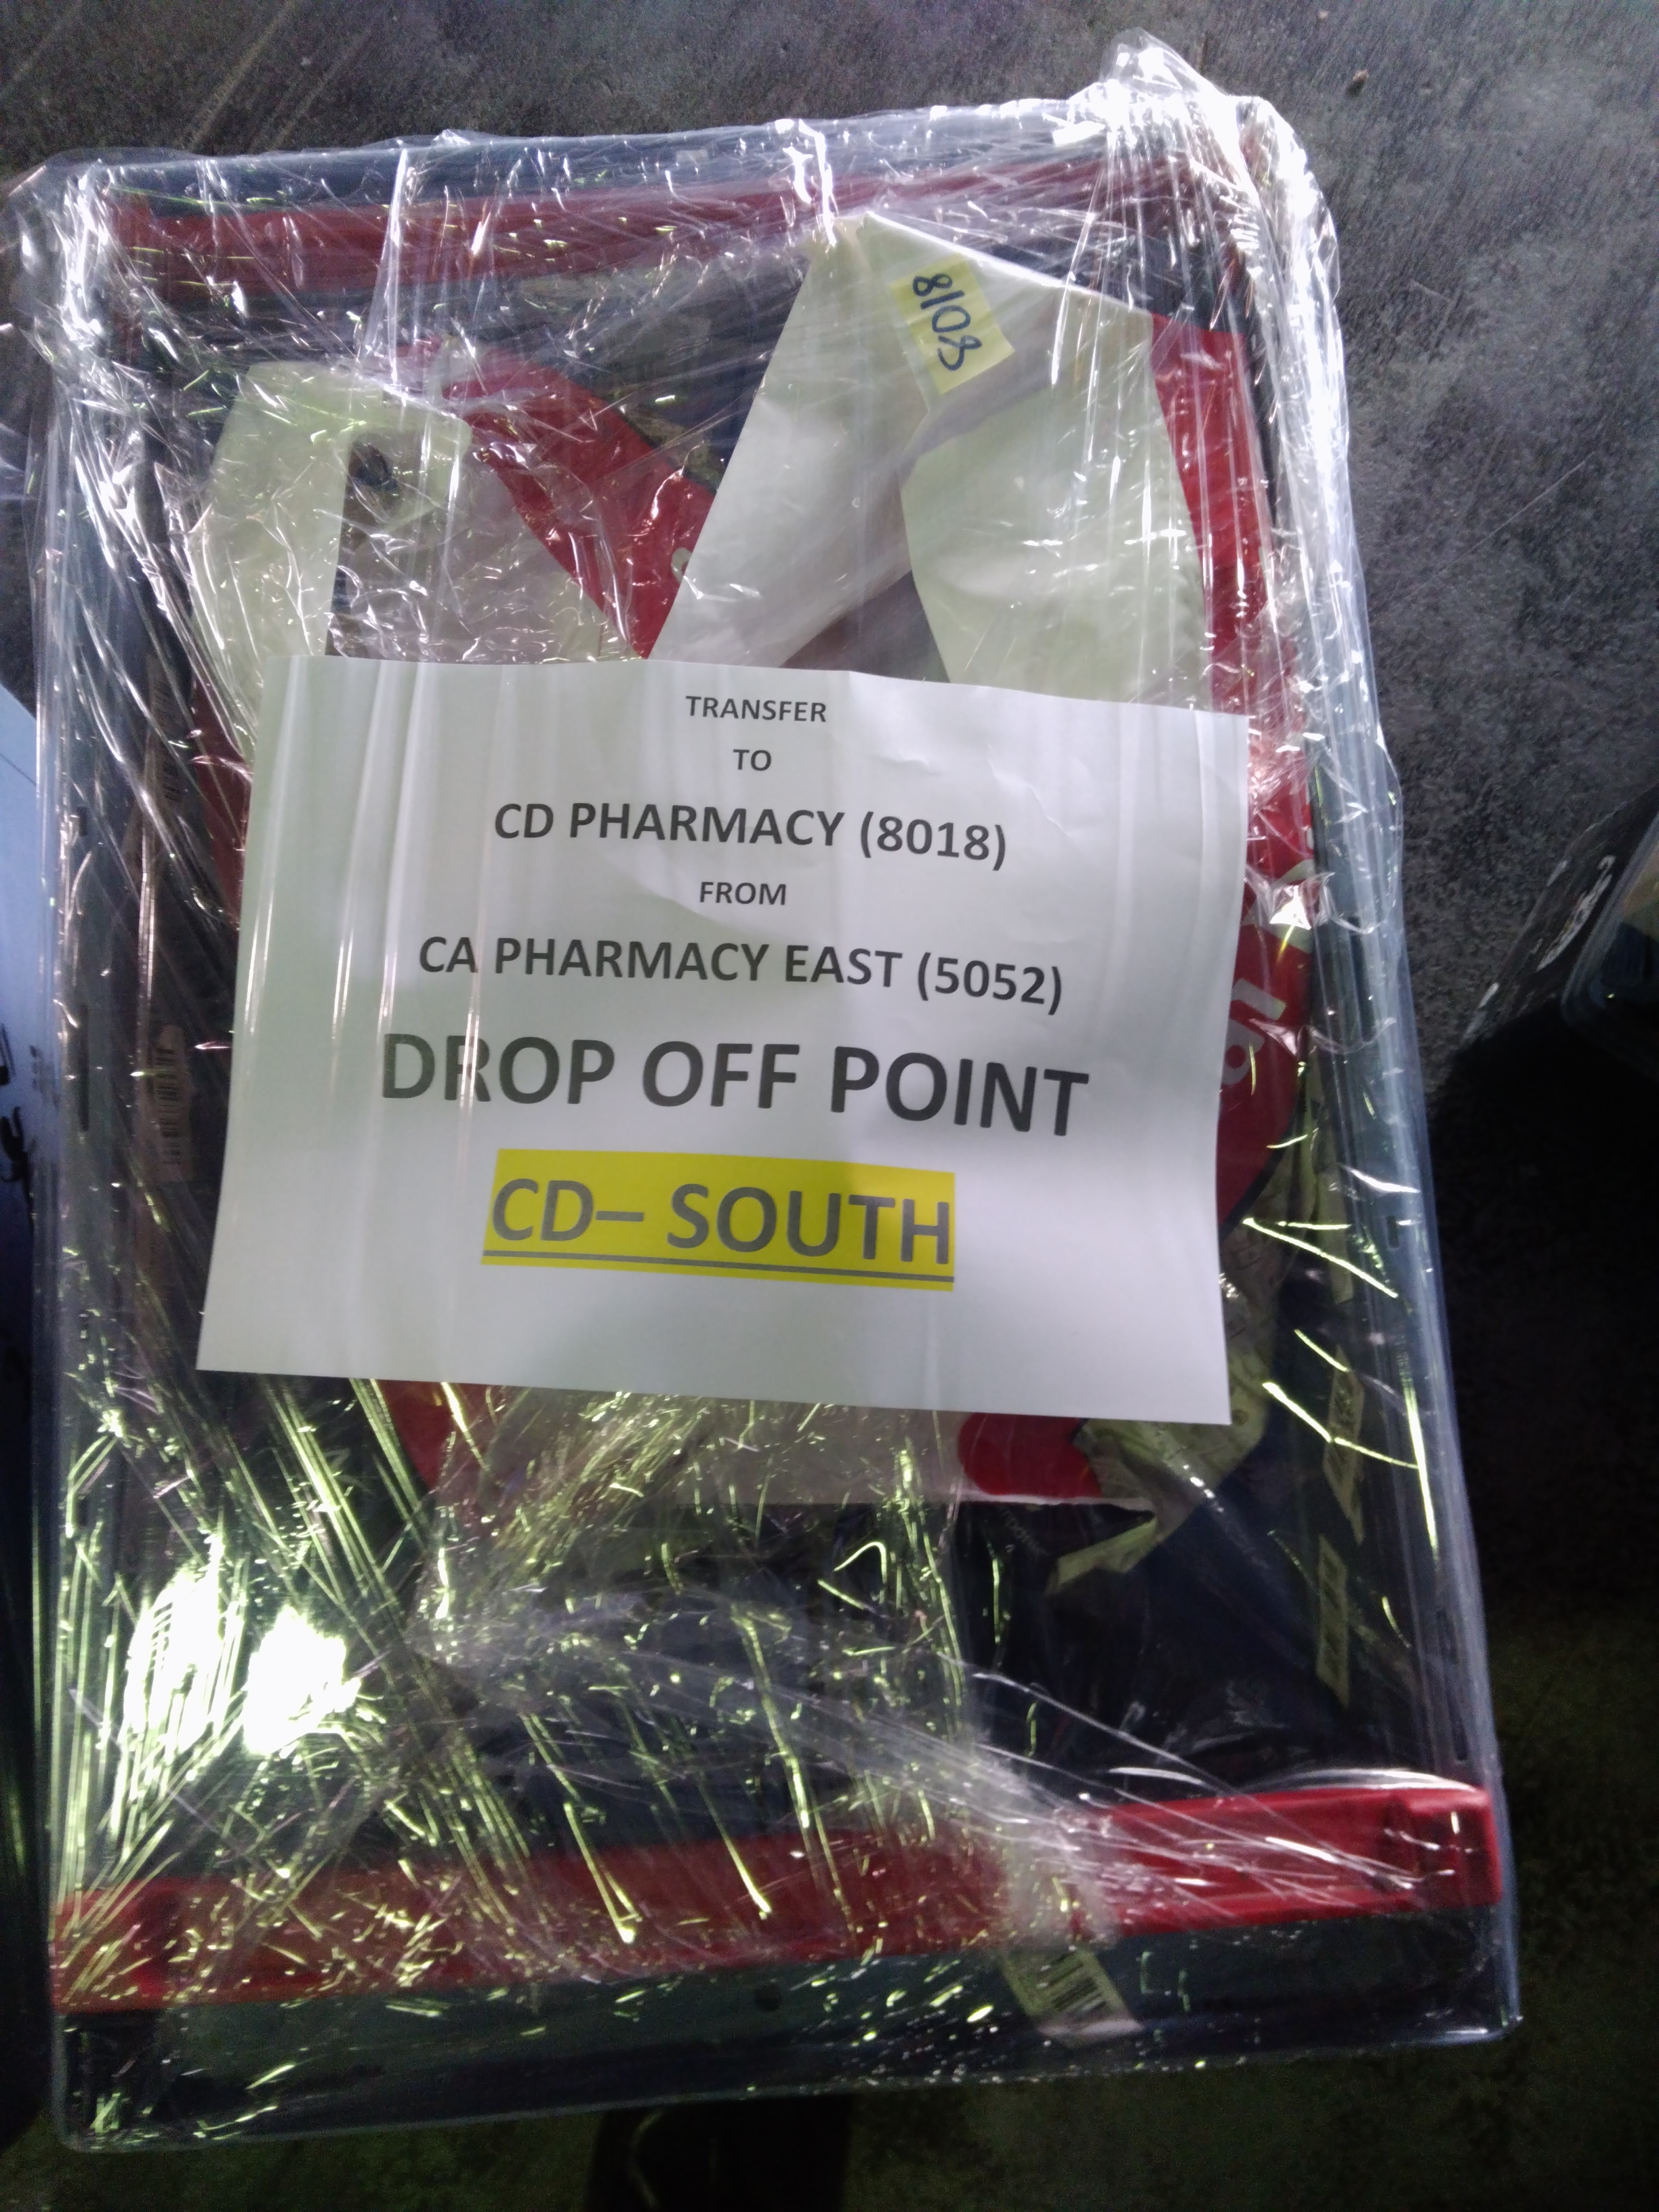 8018
TRANSFER
TO
CD PHARMACY (8018)
FROM
CA PHARMACY EAST (5052)
DROP OFF POINT
CD– SOUTH